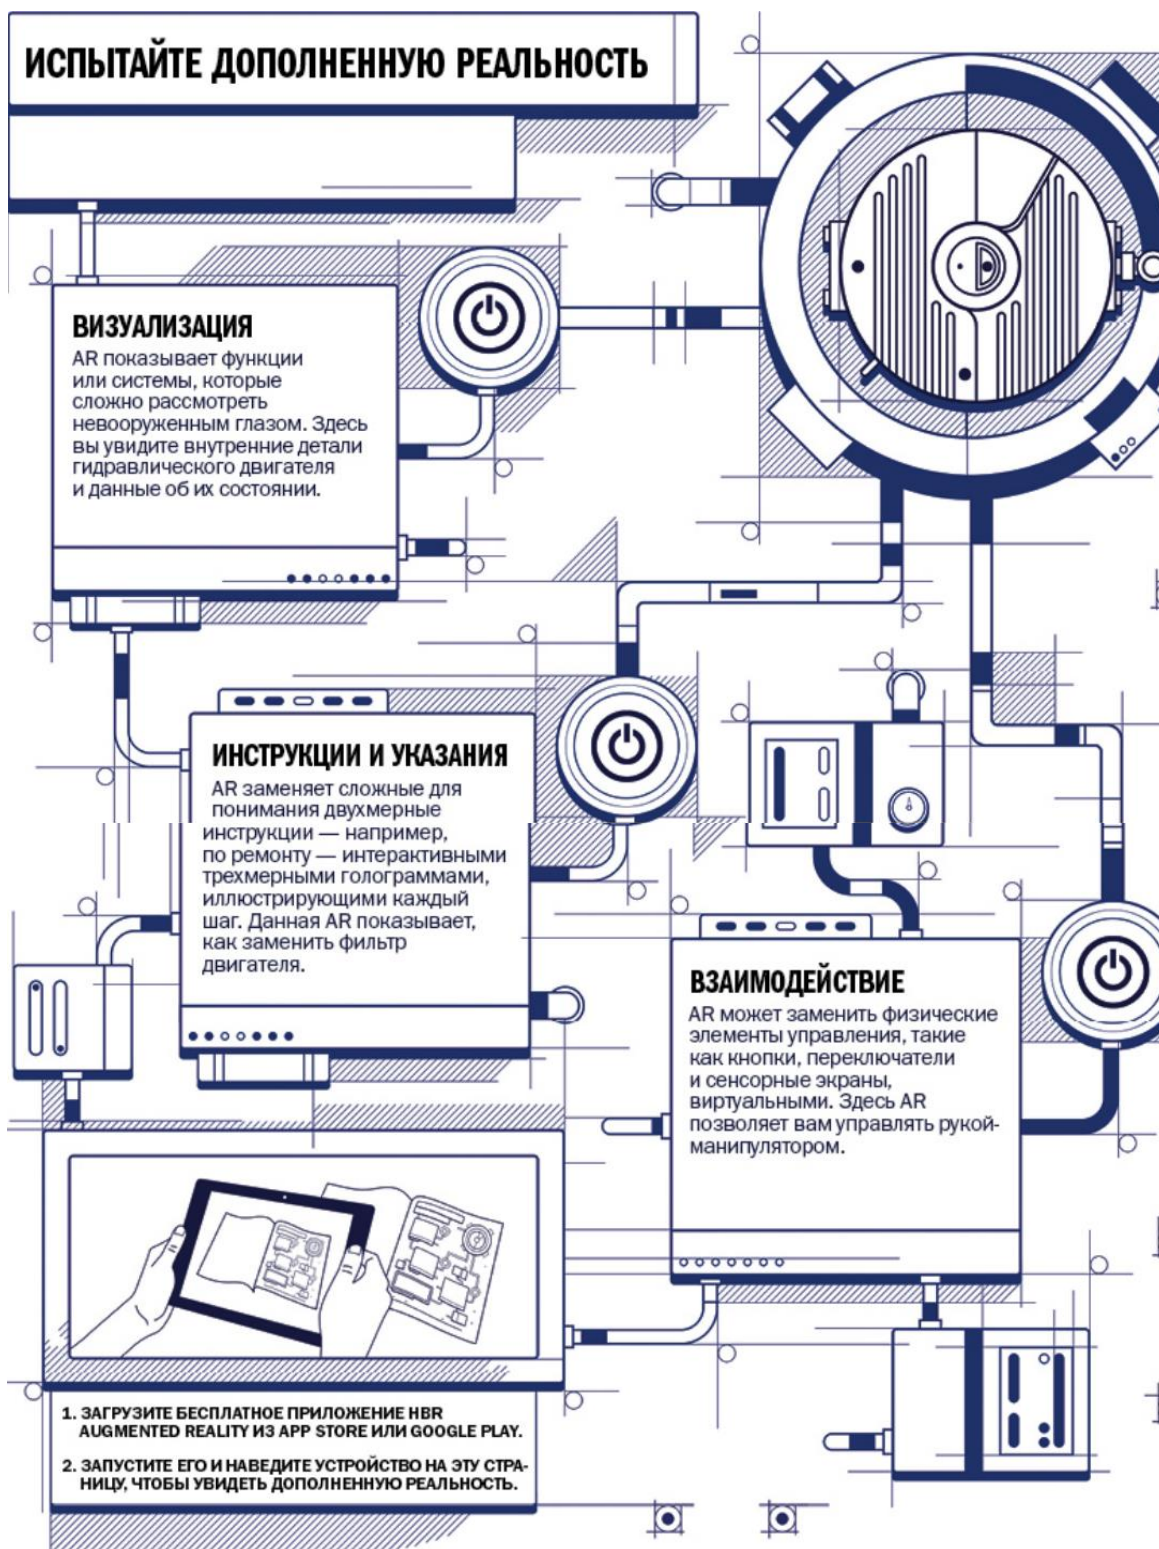 ИСПЫТАЙТЕ ДОПОЛНЕННУЮ РЕАЛЬНОСТЬ
ВИЗУАЛИЗАЦИЯ
AR показывает функции
или системы, которые
сложно рассмотреть
невооруженным глазом. Здесь
вы увидите внутренние детали
гидравлического двигателя
и данные об их состоянии.
ИНСТРУКЦИИ И УКАЗАНИЯ
AR заменяет сложные для
понимания двухмерные
инструкции — например,
по ремонту — интерактивными
трехмерными голограммами,
иллюстрирующими каждый
шаг. Данная AR показывает,
как заменить фильтр
двигателя.
ВЗАИМОДЕЙСТВИЕ
AR может заменить физические
элементы управления, такие
как кнопки, переключатели
и сенсорные экраны,
виртуальными. Здесь AR
позволяет вам управлять рукой-
манипулятором.
1. ЗАГРУЗИТЕ БЕСПЛАТНОЕ ПРИЛОЖЕНИЕ HBR
AUGMENTED REALITY ИЗ APP STORE ИЛИ GOOGLE PLAY.
2. ЗАПУСТИТЕ ЕГО И НАВЕДИТЕ УСТРОЙСТВО НА ЭТУ СТРА-
НИЦУ, ЧТОБЫ УВИДЕТЬ ДОПОЛНЕННУЮ РЕАЛЬНОСТЬ.